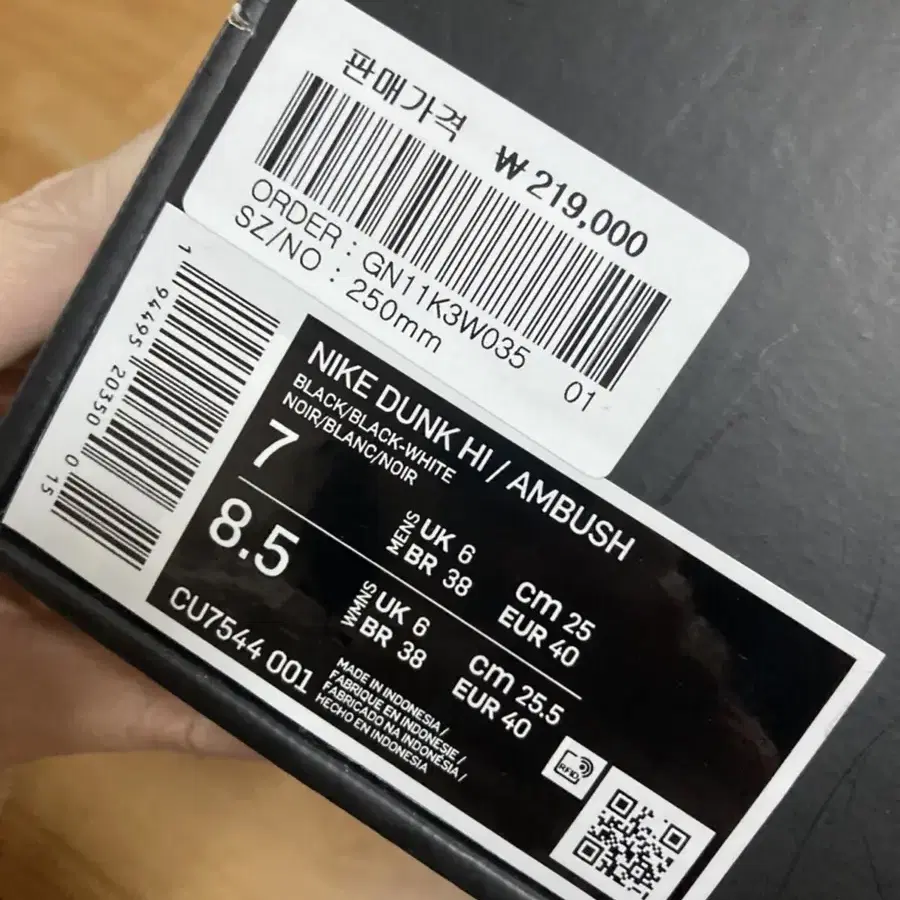 판매가격 ₩219,000
ORDER : GN11K3W035 01
SZ/NO : 250mm
1 94495 20350 0 15
NIKE DUNK HI / AMBUSH
BLACK/BLACK-WHITE
NOIR/BLANC/NOIR
7
MENS UK 6 cm 25
BR 38 EUR 40
8.5
WMNS UK 6 cm 25.5
BR 38 EUR 40
CU7544 001
MADE IN INDONESIA /
FABRIQUE EN INDONESIE /
FABRICADO NA INDONÉSIA /
HECHO EN INDONESIA
RFID